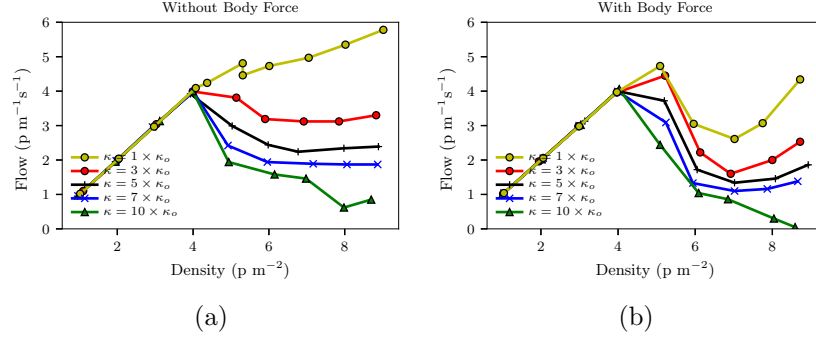 Without Body Force
6
5
4
3
2
1
0
Flow (p m⁻¹s⁻¹)
κ = 1 × κₒ
κ = 3 × κₒ
κ = 5 × κₒ
κ = 7 × κₒ
κ = 10 × κₒ
2 4 6 8
Density (p m⁻²)
(a)
With Body Force
6
5
4
3
2
1
0
Flow (p m⁻¹s⁻¹)
κ = 1 × κₒ
κ = 3 × κₒ
κ = 5 × κₒ
κ = 7 × κₒ
κ = 10 × κₒ
2 4 6 8
Density (p m⁻²)
(b)